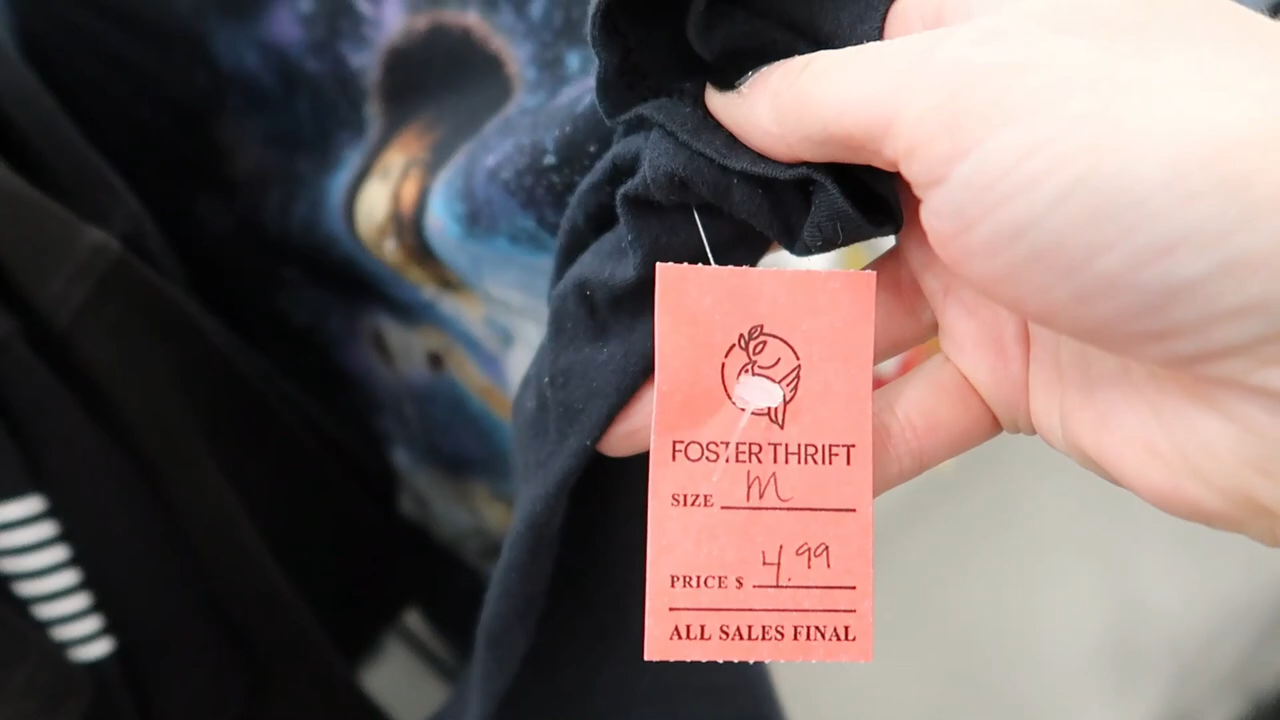 FOSTER THRIFT
SIZE M
PRICE $ 4.99
ALL SALES FINAL